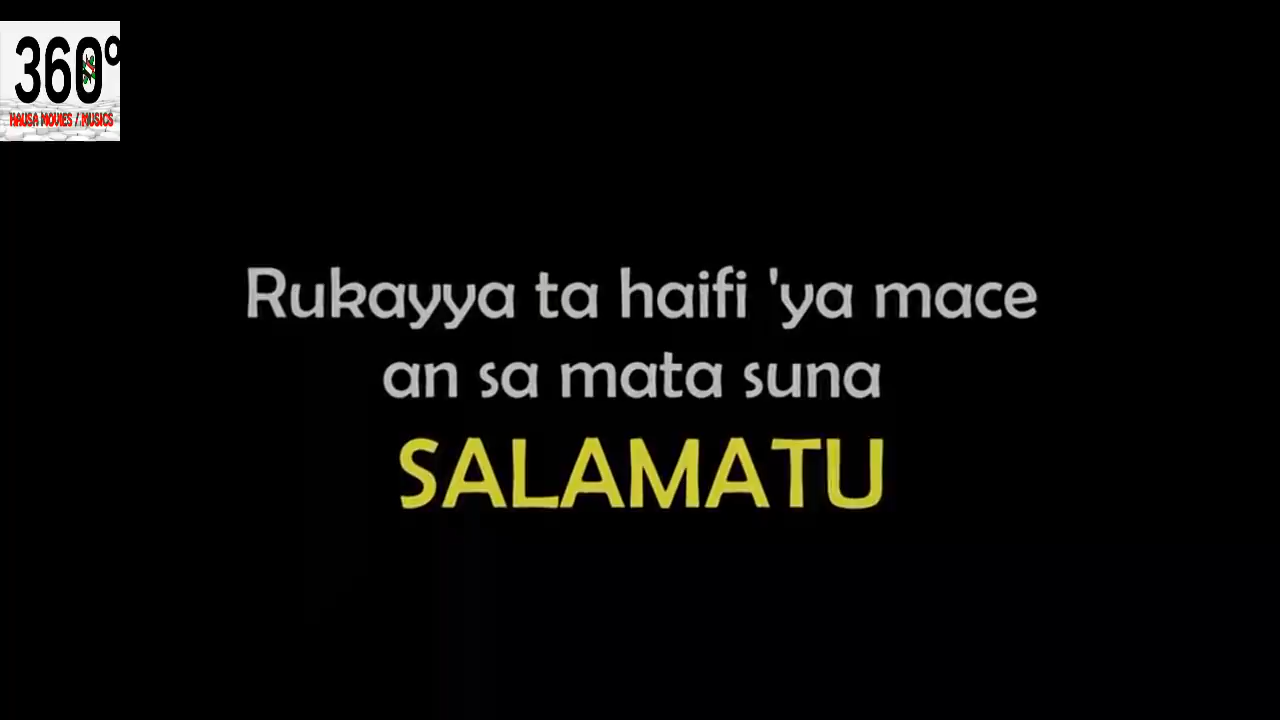 360°
HAUSA MOVIES / MUSICS
Rukayya ta haifi 'ya mace
an sa mata suna
SALAMATU